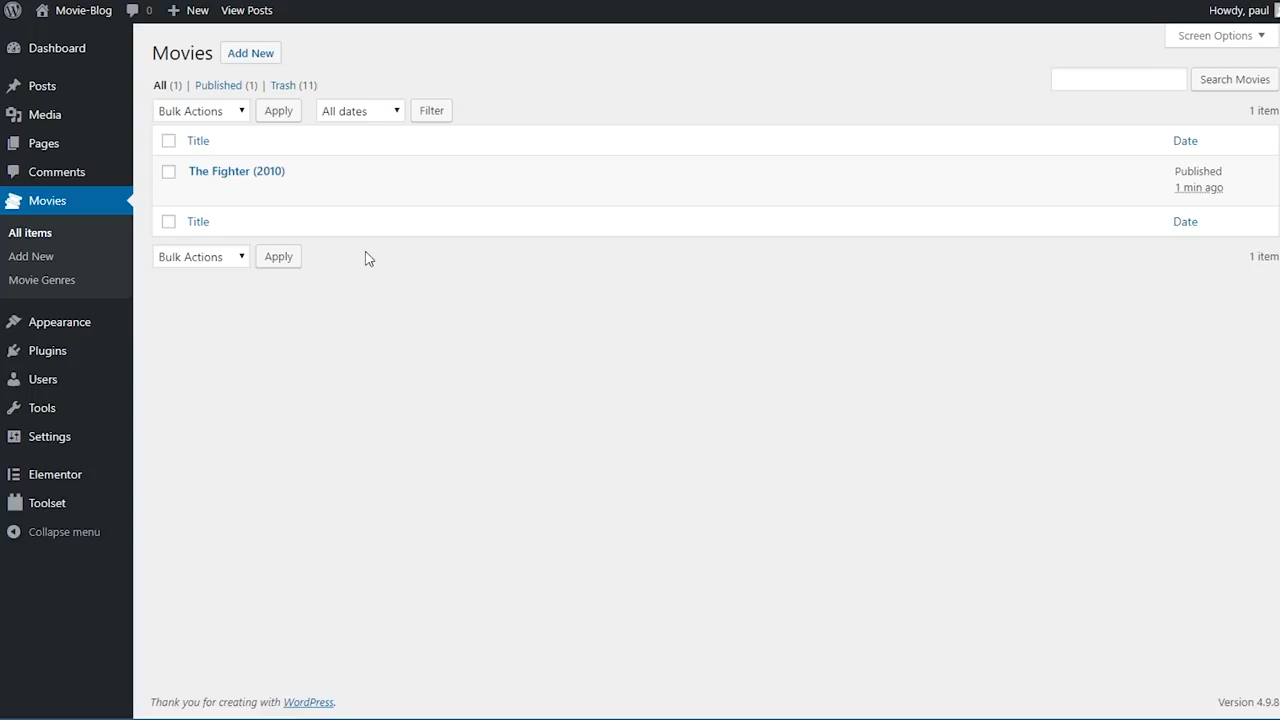 Movie-Blog 0 New View Posts Howdy, paul
Screen Options
Dashboard
Posts
Media
Pages
Comments
Movies
All items
Add New
Movie Genres
Appearance
Plugins
Users
Tools
Settings
Elementor
Toolset
Collapse menu
Movies Add New
All (1) | Published (1) | Trash (11)
Search Movies
Bulk Actions Apply All dates Filter 1 item
Title Date
The Fighter (2010) Published
1 min ago
Title Date
Bulk Actions Apply 1 item
Thank you for creating with WordPress. Version 4.9.8